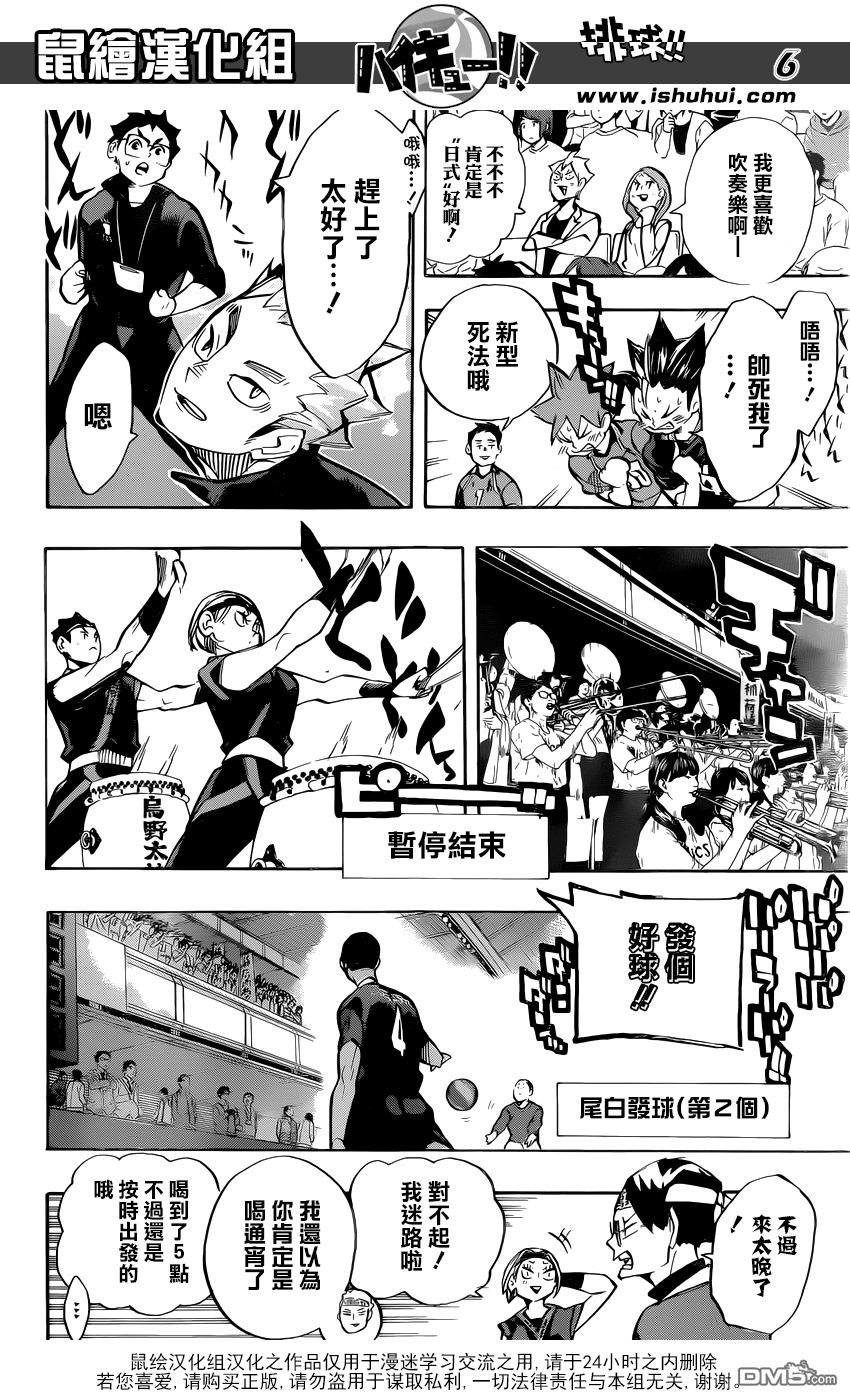 鼠繪漢化組
ハイキュー!!
排球!!
6
www.ishuhui.com
我更喜歡
吹奏樂啊ー
不不不
肯定是
“日式”好啊!
哦哦…!
趕上了
太好了…!
嗯
唔唔…!
帥死我了
…!
新型
死法哦
ギャン
烏野太
ピーー
暫停結束
發個
好球!!
尾白發球(第2個)
不過
來太晚了
!
對不起!
我迷路啦
我還以為
你肯定是
喝通宵了
喝到了5點
不過還是
按時出發的
哦
鼠绘汉化组汉化之作品仅用于漫迷学习交流之用, 请于24小时之内删除
若您喜爱, 请购买正版, 请勿用于谋取私利, 一切法律责任与本组无关, 谢谢。
DM5.com